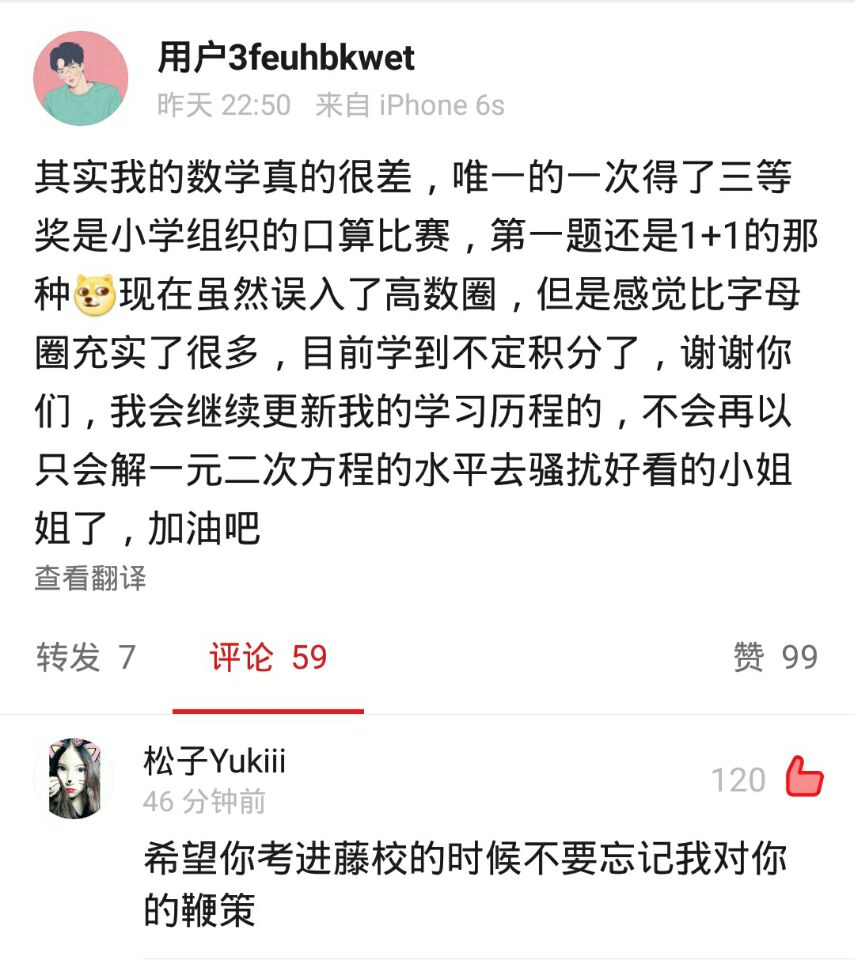 用户3feuhbkwet
昨天 22:50 来自 iPhone 6s
其实我的数学真的很差，唯一的一次得了三等
奖是小学组织的口算比赛，第一题还是1+1的那
种现在虽然误入了高数圈，但是感觉比字母
圈充实了很多，目前学到不定积分了，谢谢你
们，我会继续更新我的学习历程的，不会再以
只会解一元二次方程的水平去骚扰好看的小姐
姐了，加油吧
查看翻译
转发 7 评论 59 赞 99
松子Yukiii
46 分钟前 120
希望你考进藤校的时候不要忘记我对你
的鞭策